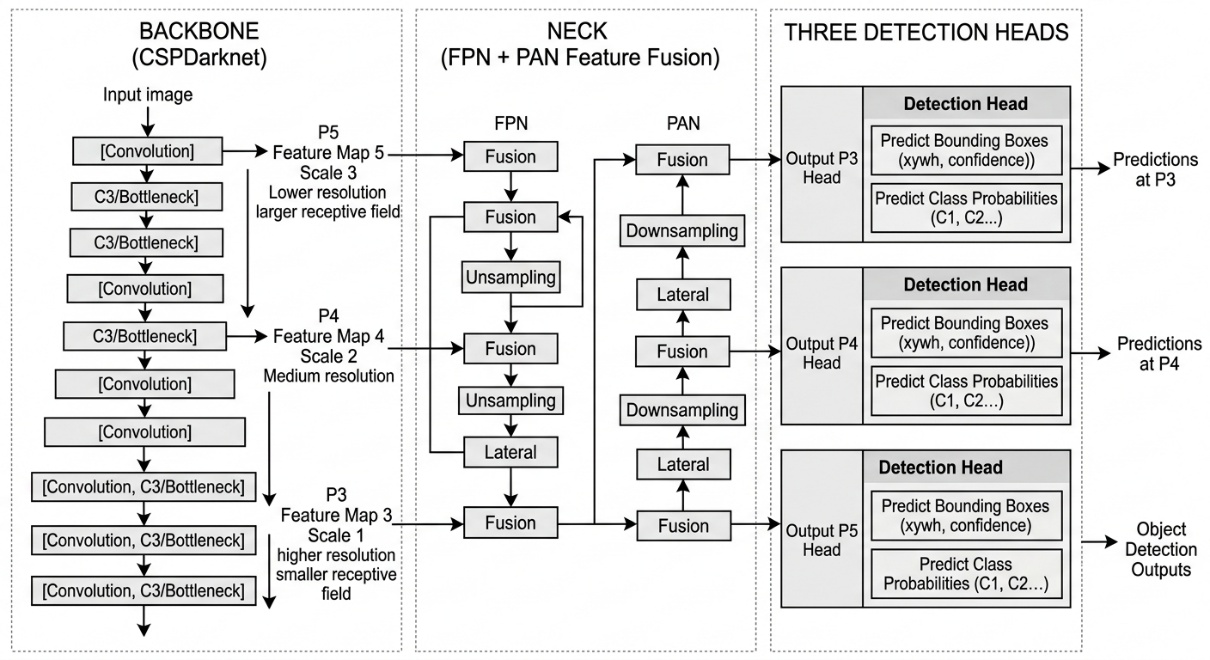 BACKBONE
(CSPDarknet)
Input image
[Convolution]
C3/Bottleneck]
C3/Bottleneck]
[Convolution]
C3/Bottleneck]
[Convolution]
[Convolution]
[Convolution, C3/Bottleneck]
[Convolution, C3/Bottleneck]
[Convolution, C3/Bottleneck]
P5
Feature Map 5
Scale 3
Lower resolution
larger receptive field
P4
Feature Map 4
Scale 2
Medium resolution
P3
Feature Map 3
Scale 1
higher resolution
smaller receptive
field
NECK
(FPN + PAN Feature Fusion)
FPN
Fusion
Fusion
Unsampling
Fusion
Unsampling
Lateral
Fusion
PAN
Fusion
Downsampling
Lateral
Fusion
Downsampling
Lateral
Fusion
THREE DETECTION HEADS
Output P3
Head
Detection Head
Predict Bounding Boxes
(xywh, confidence))
Predict Class Probabilities
(C1, C2...)
Predictions
at P3
Output P4
Head
Detection Head
Predict Bounding Boxes
(xywh, confidence))
Predict Class Probabilities
(C1, C2...)
Predictions
at P4
Output P5
Head
Detection Head
Predict Bounding Boxes
(xywh, confidence)
Predict Class
Probabilities (C1, C2...)
Object
Detection
Outputs